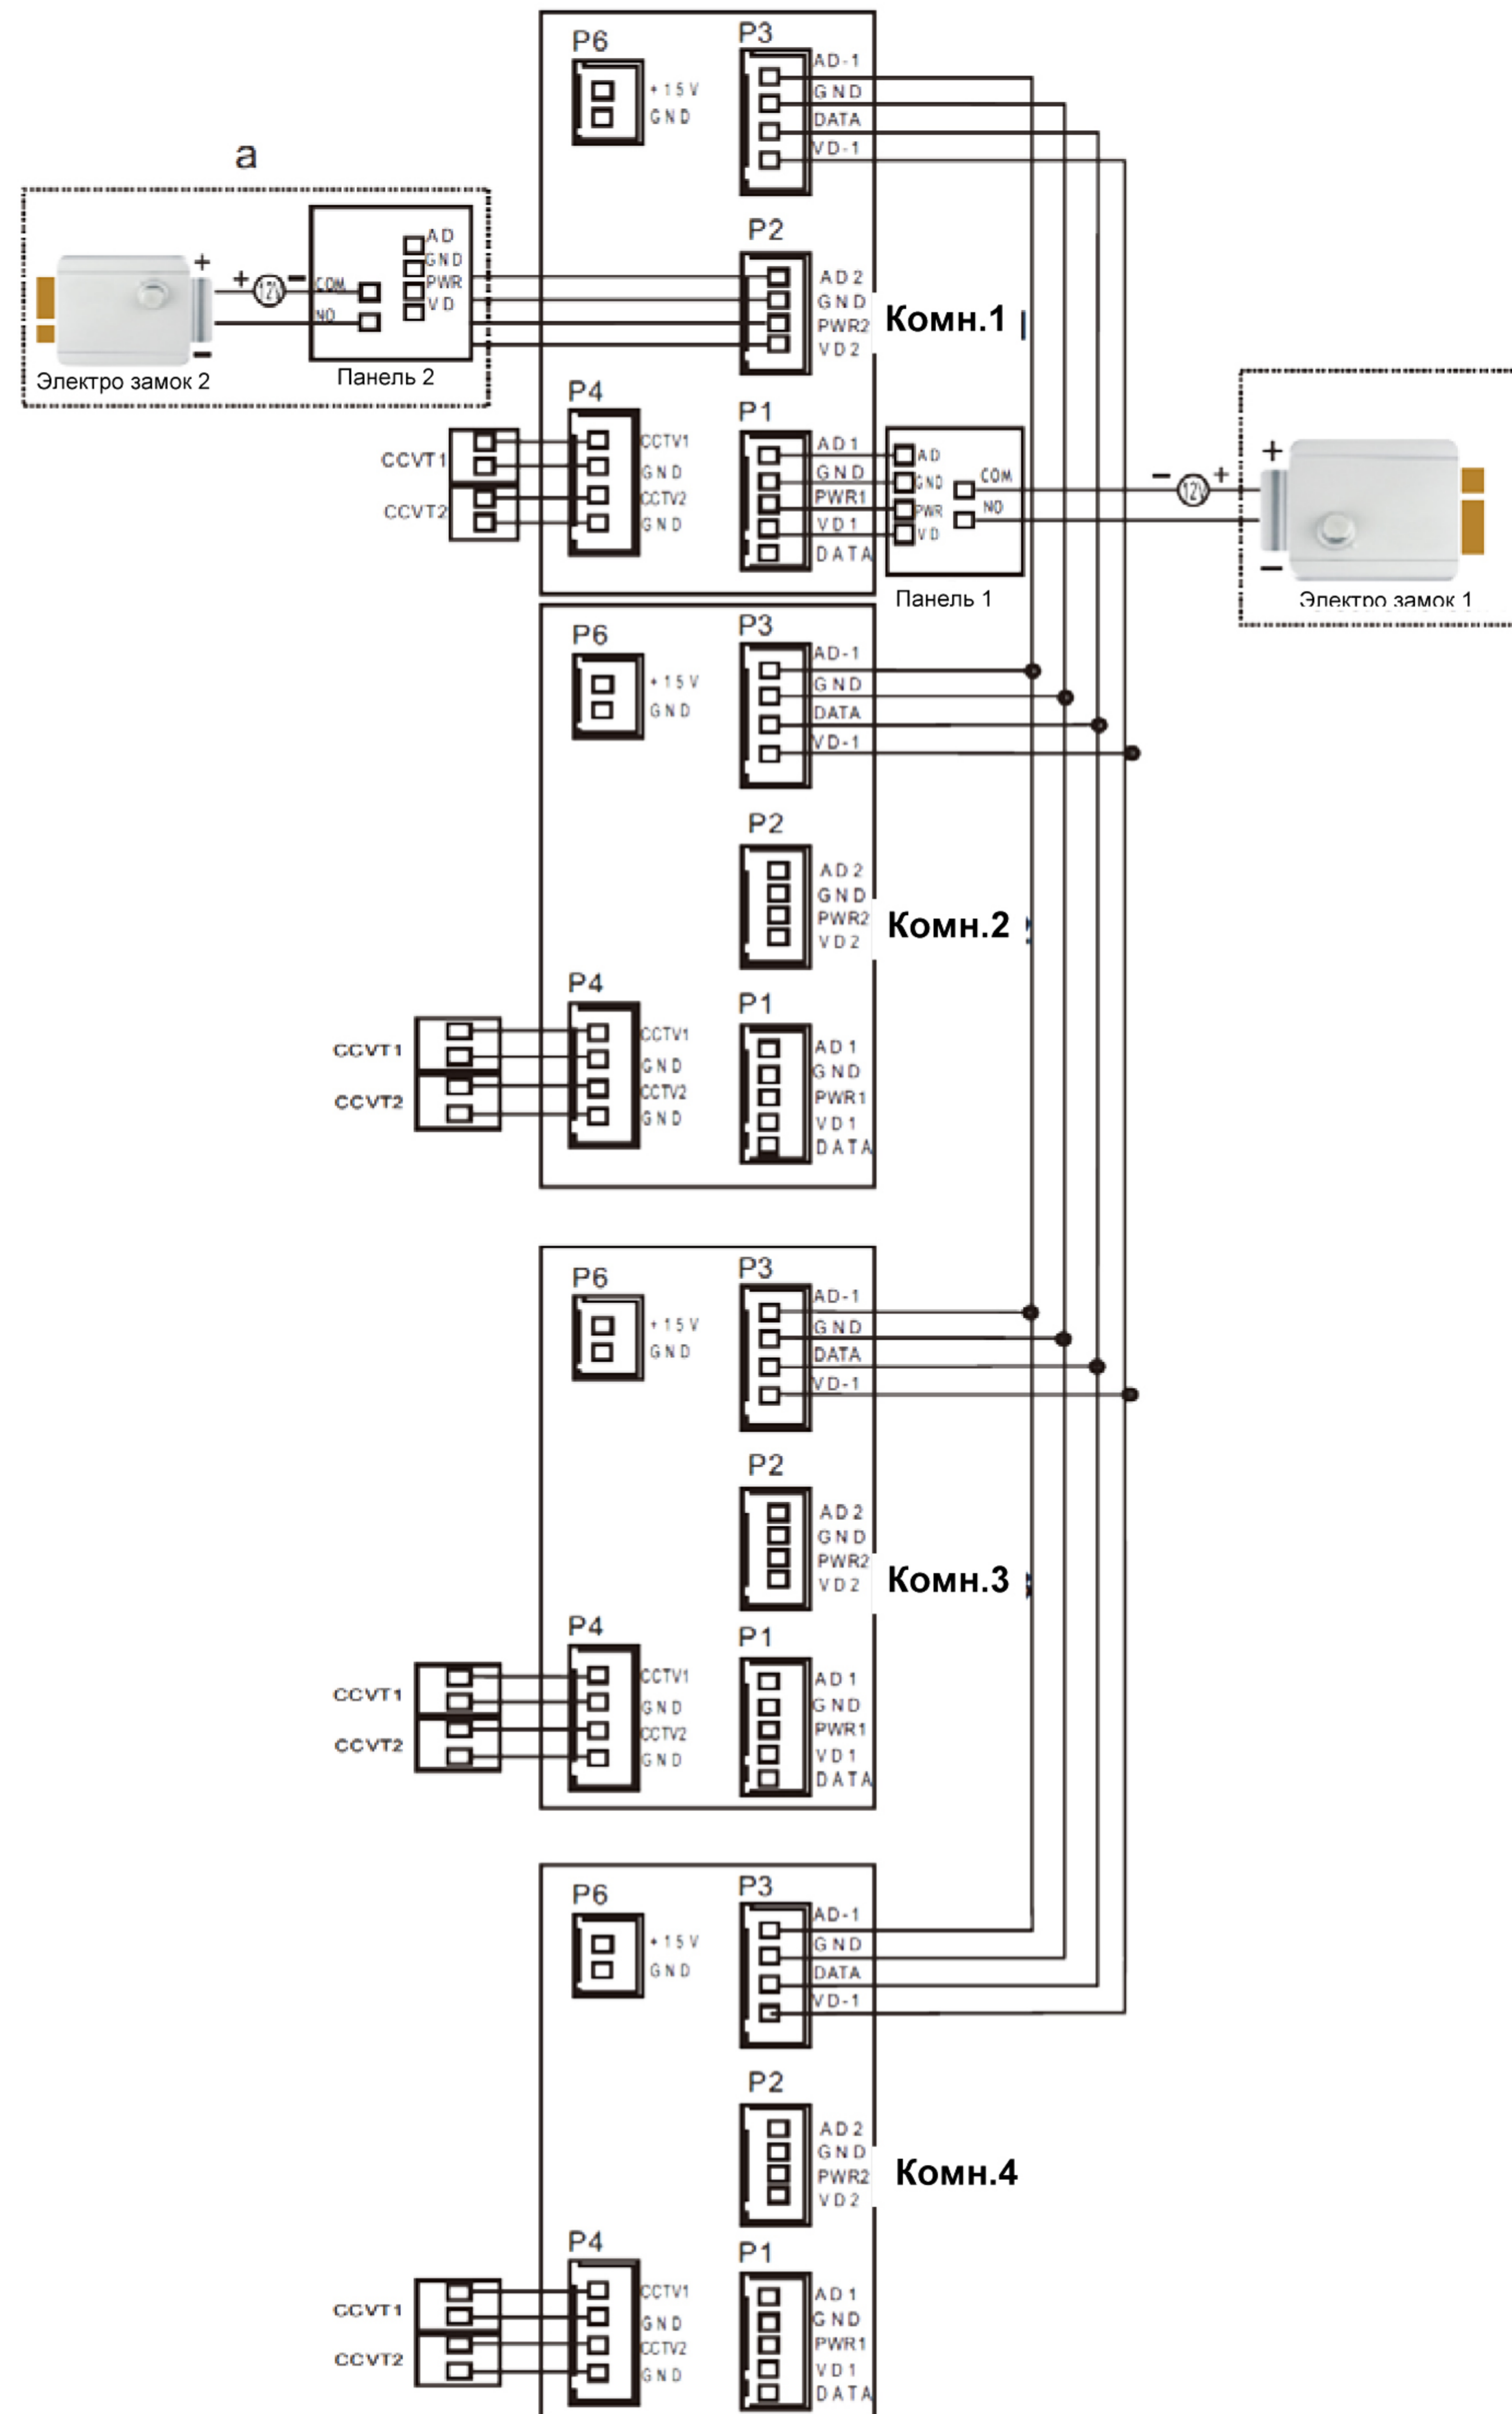 P6
P3
+15V
GND
AD-1
GND
DATA
VD-1
a
AD
GND
PWR
VD
COM
NO
+
+
12V
−
−
Электро замок 2
Панель 2
P2
AD2
GND
PWR2
VD2
Комн.1
P4
CCTV1
GND
CCTV2
GND
CCVT1
CCVT2
P1
AD1
GND
PWR1
VD1
DATA
AD
GND
PWR
VD
COM
NO
Панель 1
−
12V
+
+
−
Электро замок 1
P6
P3
+15V
GND
AD-1
GND
DATA
VD-1
P2
AD2
GND
PWR2
VD2
Комн.2
P4
CCTV1
GND
CCTV2
GND
CCVT1
CCVT2
P1
AD1
GND
PWR1
VD1
DATA
P6
P3
+15V
GND
AD-1
GND
DATA
VD-1
P2
AD2
GND
PWR2
VD2
Комн.3
P4
CCTV1
GND
CCTV2
GND
CCVT1
CCVT2
P1
AD1
GND
PWR1
VD1
DATA
P6
P3
+15V
GND
AD-1
GND
DATA
VD-1
P2
AD2
GND
PWR2
VD2
Комн.4
P4
CCTV1
GND
CCTV2
GND
CCVT1
CCVT2
P1
AD1
GND
PWR1
VD1
DATA